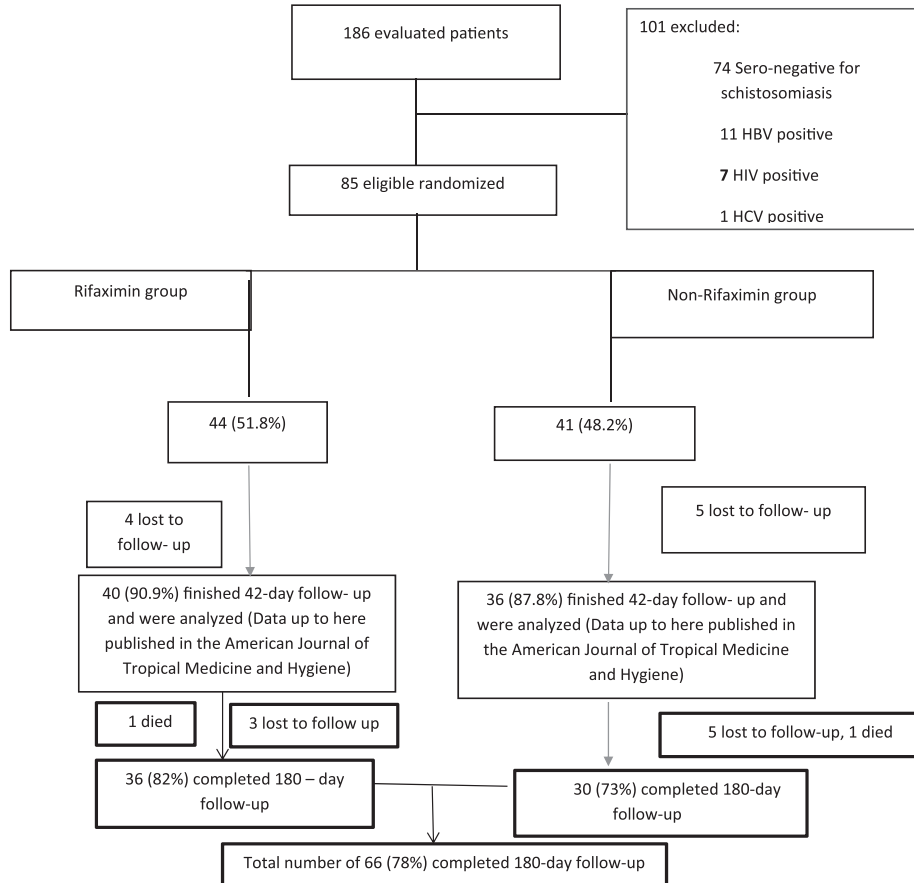 186 evaluated patients
101 excluded:
74 Sero-negative for
schistosomiasis
11 HBV positive
7 HIV positive
1 HCV positive
85 eligible randomized
Rifaximin group
Non-Rifaximin group
44 (51.8%)
41 (48.2%)
4 lost to
follow- up
5 lost to follow- up
40 (90.9%) finished 42-day follow- up
and were analyzed (Data up to here
published in the American Journal of
Tropical Medicine and Hygiene)
36 (87.8%) finished 42-day follow- up and
were analyzed (Data up to here published in
the American Journal of Tropical Medicine
and Hygiene)
1 died
3 lost to follow up
5 lost to follow-up, 1 died
36 (82%) completed 180 – day
follow-up
30 (73%) completed 180-day
follow-up
Total number of 66 (78%) completed 180-day follow-up